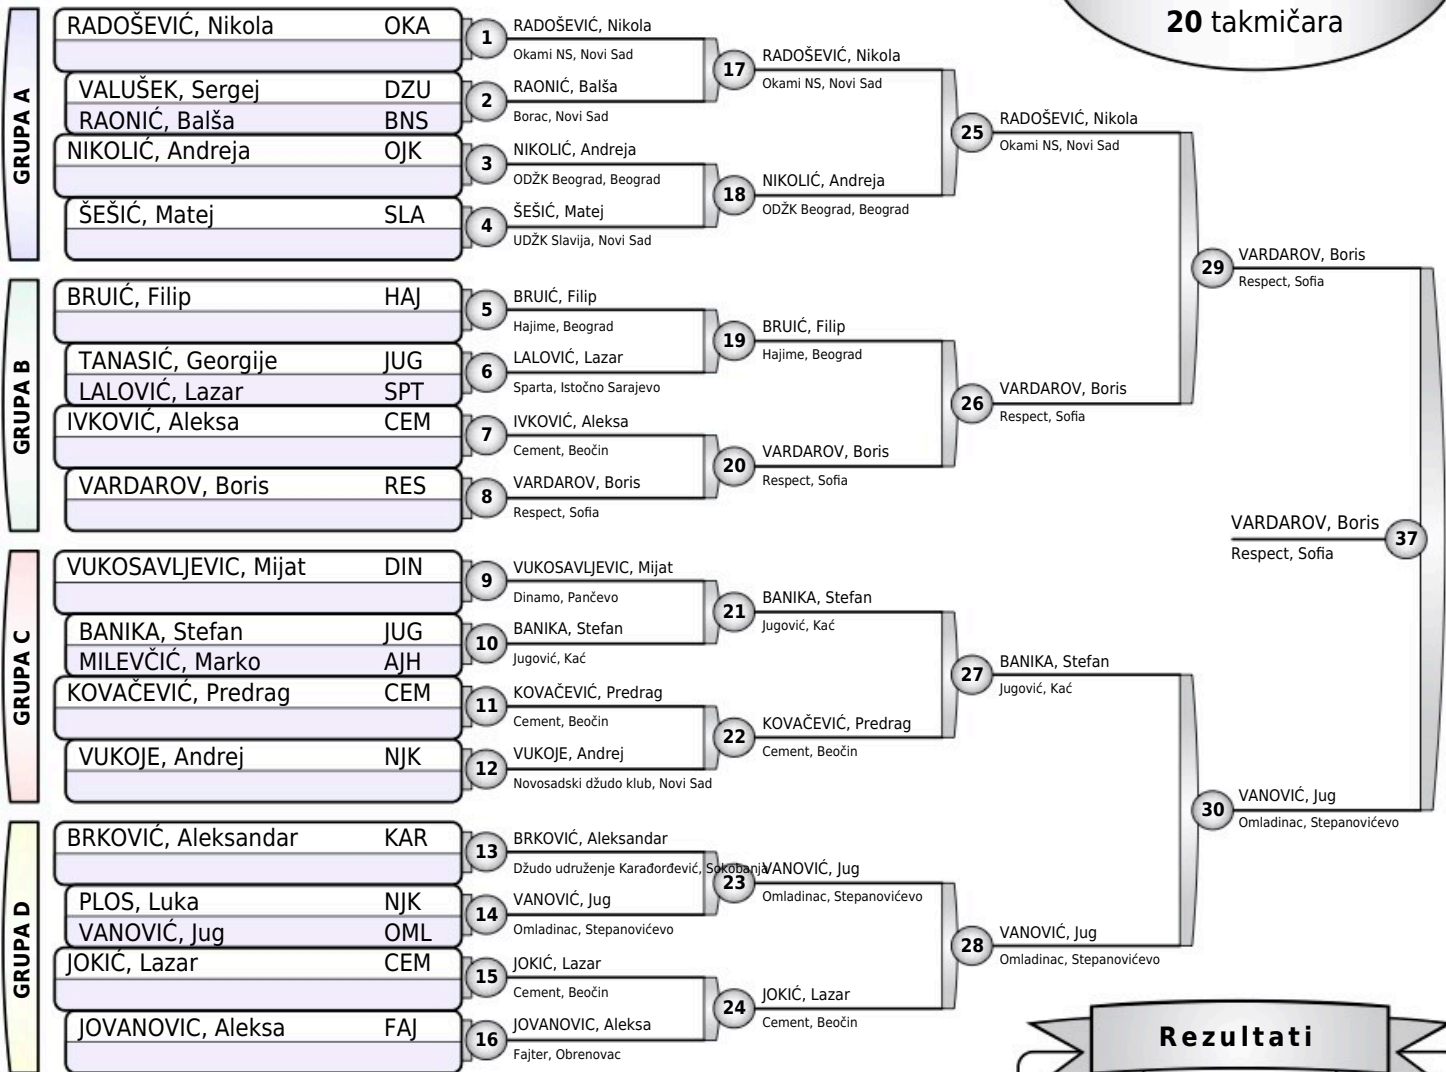 20 takmičara
GRUPA A
RADOŠEVIĆ, Nikola OKA
VALUŠEK, Sergej DZU
RAONIĆ, Balša BNS
NIKOLIĆ, Andreja OJK
ŠEŠIĆ, Matej SLA
GRUPA B
BRUIĆ, Filip HAJ
TANASIĆ, Georgije JUG
LALOVIĆ, Lazar SPT
IVKOVIĆ, Aleksa CEM
VARDAROV, Boris RES
GRUPA C
VUKOSAVLJEVIC, Mijat DIN
BANIKA, Stefan JUG
MILEVČIĆ, Marko AJH
KOVAČEVIĆ, Predrag CEM
VUKOJE, Andrej NJK
GRUPA D
BRKOVIĆ, Aleksandar KAR
PLOS, Luka NJK
VANOVIĆ, Jug OML
JOKIĆ, Lazar CEM
JOVANOVIC, Aleksa FAJ
1
RADOŠEVIĆ, Nikola
Okami NS, Novi Sad
2
RAONIĆ, Balša
Borac, Novi Sad
3
NIKOLIĆ, Andreja
ODŽK Beograd, Beograd
4
ŠEŠIĆ, Matej
UDŽK Slavija, Novi Sad
5
BRUIĆ, Filip
Hajime, Beograd
6
LALOVIĆ, Lazar
Sparta, Istočno Sarajevo
7
IVKOVIĆ, Aleksa
Cement, Beočin
8
VARDAROV, Boris
Respect, Sofia
9
VUKOSAVLJEVIC, Mijat
Dinamo, Pančevo
10
BANIKA, Stefan
Jugović, Kać
11
KOVAČEVIĆ, Predrag
Cement, Beočin
12
VUKOJE, Andrej
Novosadski džudo klub, Novi Sad
13
BRKOVIĆ, Aleksandar
Džudo udruženje Karađorđević, Sokobanja
14
VANOVIĆ, Jug
Omladinac, Stepanovićevo
15
JOKIĆ, Lazar
Cement, Beočin
16
JOVANOVIC, Aleksa
Fajter, Obrenovac
17
RADOŠEVIĆ, Nikola
Okami NS, Novi Sad
18
NIKOLIĆ, Andreja
ODŽK Beograd, Beograd
19
BRUIĆ, Filip
Hajime, Beograd
20
VARDAROV, Boris
Respect, Sofia
21
BANIKA, Stefan
Jugović, Kać
22
KOVAČEVIĆ, Predrag
Cement, Beočin
23
VANOVIĆ, Jug
Omladinac, Stepanovićevo
24
JOKIĆ, Lazar
Cement, Beočin
25
RADOŠEVIĆ, Nikola
Okami NS, Novi Sad
26
VARDAROV, Boris
Respect, Sofia
27
BANIKA, Stefan
Jugović, Kać
28
VANOVIĆ, Jug
Omladinac, Stepanovićevo
29
VARDAROV, Boris
Respect, Sofia
30
VANOVIĆ, Jug
Omladinac, Stepanovićevo
VARDAROV, Boris
Respect, Sofia
37
Rezultati